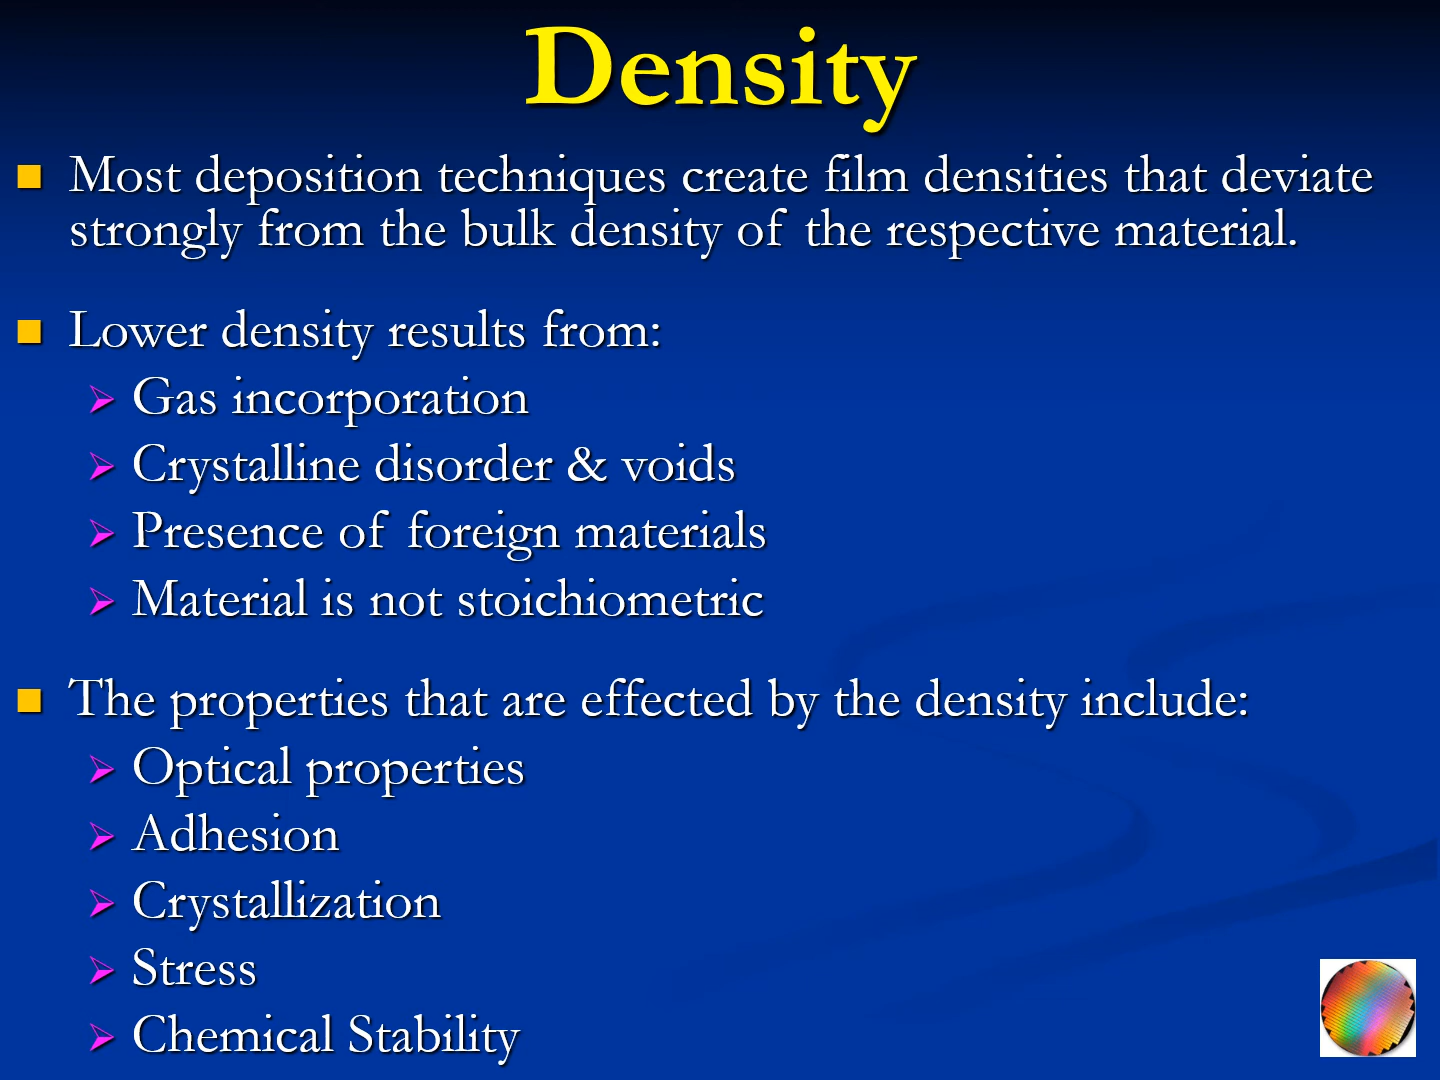 Density
Most deposition techniques create film densities that deviate
strongly from the bulk density of the respective material.
Lower density results from:
Gas incorporation
Crystalline disorder & voids
Presence of foreign materials
Material is not stoichiometric
The properties that are effected by the density include:
Optical properties
Adhesion
Crystallization
Stress
Chemical Stability